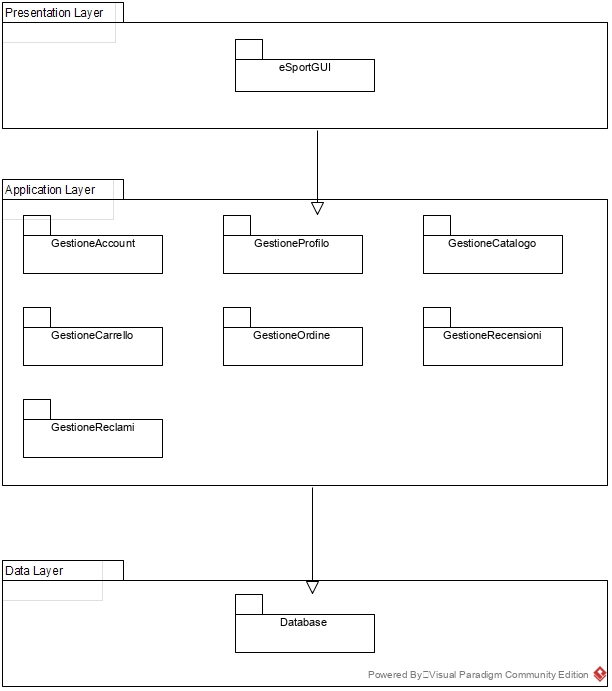 Presentation Layer
eSportGUI
Application Layer
GestioneAccount
GestioneProfilo
GestioneCatalogo
GestioneCarrello
GestioneOrdine
GestioneRecensioni
GestioneReclami
Data Layer
Database
Powered By Visual Paradigm Community Edition